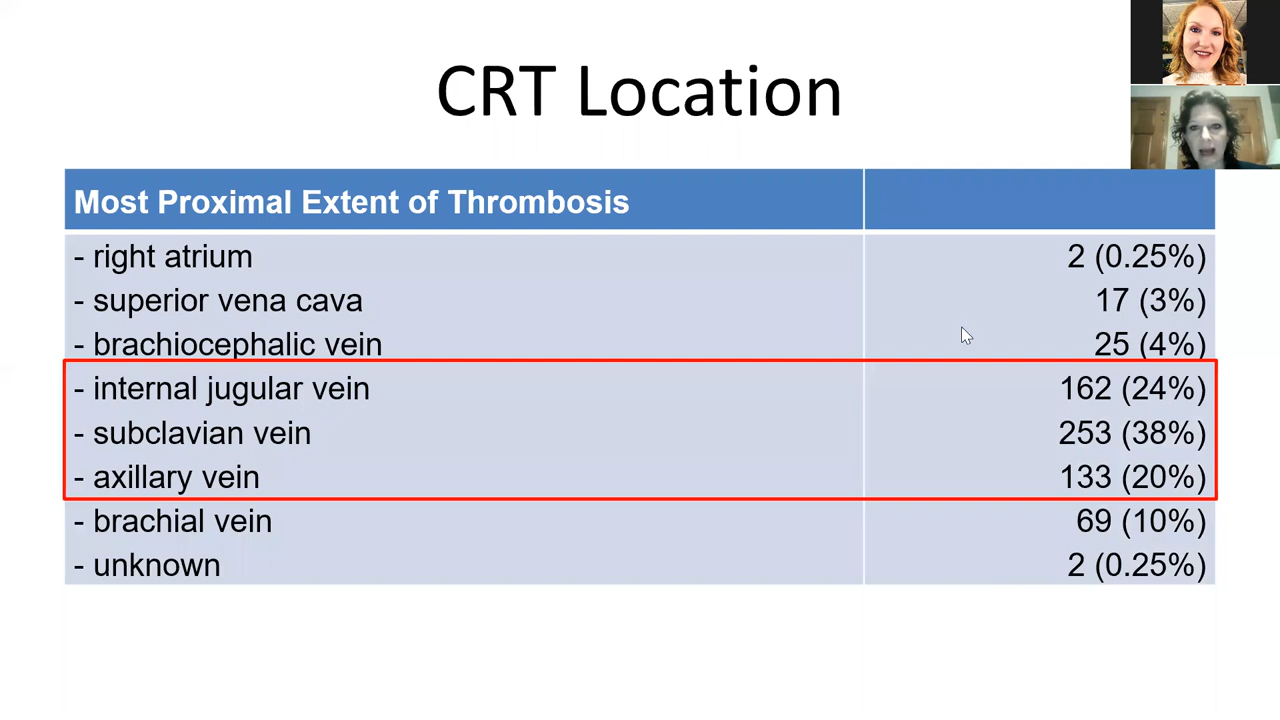 CRT Location
Most Proximal Extent of Thrombosis
- right atrium 2 (0.25%)
- superior vena cava 17 (3%)
- brachiocephalic vein 25 (4%)
- internal jugular vein 162 (24%)
- subclavian vein 253 (38%)
- axillary vein 133 (20%)
- brachial vein 69 (10%)
- unknown 2 (0.25%)